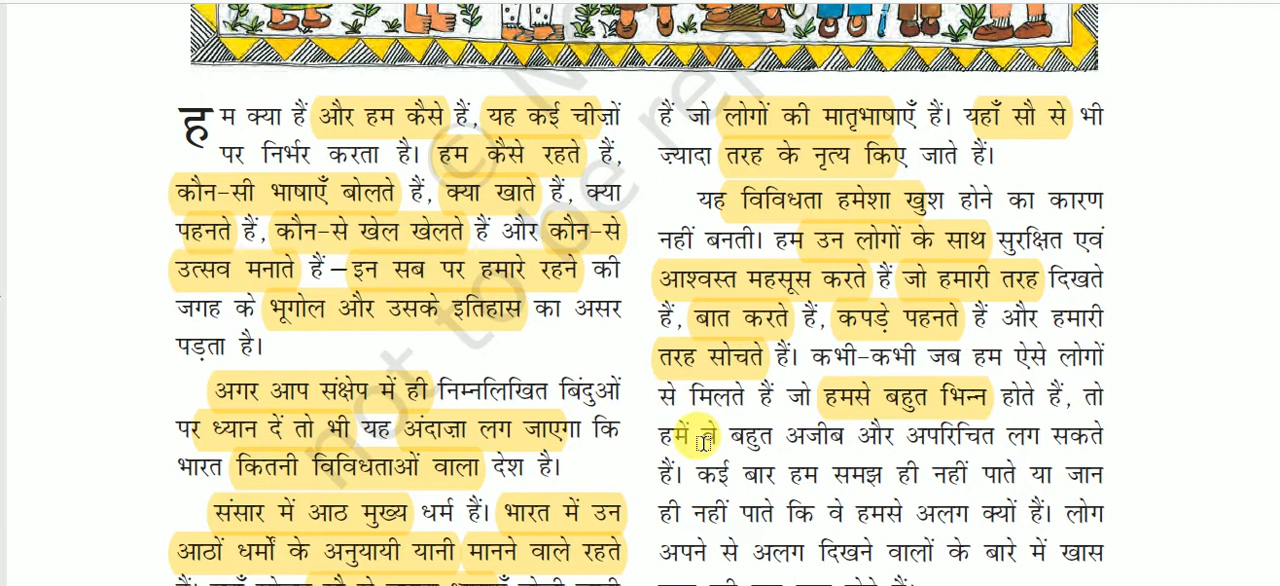 हम क्या हैं और हम कैसे हैं, यह कई चीज़ों
पर निर्भर करता है। हम कैसे रहते हैं,
कौन-सी भाषाएँ बोलते हैं, क्या खाते हैं, क्या
पहनते हैं, कौन-से खेल खेलते हैं और कौन-से
उत्सव मनाते हैं – इन सब पर हमारे रहने की
जगह के भूगोल और उसके इतिहास का असर
पड़ता है।
अगर आप संक्षेप में ही निम्नलिखित बिंदुओं
पर ध्यान दें तो भी यह अंदाज़ा लग जाएगा कि
भारत कितनी विविधताओं वाला देश है।
संसार में आठ मुख्य धर्म हैं। भारत में उन
आठों धर्मों के अनुयायी यानी मानने वाले रहते
हैं जो लोगों की मातृभाषाएँ हैं। यहाँ सौ से भी
ज़्यादा तरह के नृत्य किए जाते हैं।
यह विविधता हमेशा खुश होने का कारण
नहीं बनती। हम उन लोगों के साथ सुरक्षित एवं
आश्वस्त महसूस करते हैं जो हमारी तरह दिखते
हैं, बात करते हैं, कपड़े पहनते हैं और हमारी
तरह सोचते हैं। कभी-कभी जब हम ऐसे लोगों
से मिलते हैं जो हमसे बहुत भिन्न होते हैं, तो
हमें वे बहुत अजीब और अपरिचित लग सकते
हैं। कई बार हम समझ ही नहीं पाते या जान
ही नहीं पाते कि वे हमसे अलग क्यों हैं। लोग
अपने से अलग दिखने वालों के बारे में खास
not to be rep